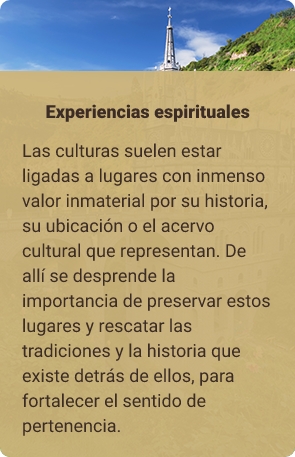 Experiencias espirituales
Las culturas suelen estar
ligadas a lugares con inmenso
valor inmaterial por su historia,
su ubicación o el acervo
cultural que representan. De
allí se desprende la
importancia de preservar estos
lugares y rescatar las
tradiciones y la historia que
existe detrás de ellos, para
fortalecer el sentido de
pertenencia.